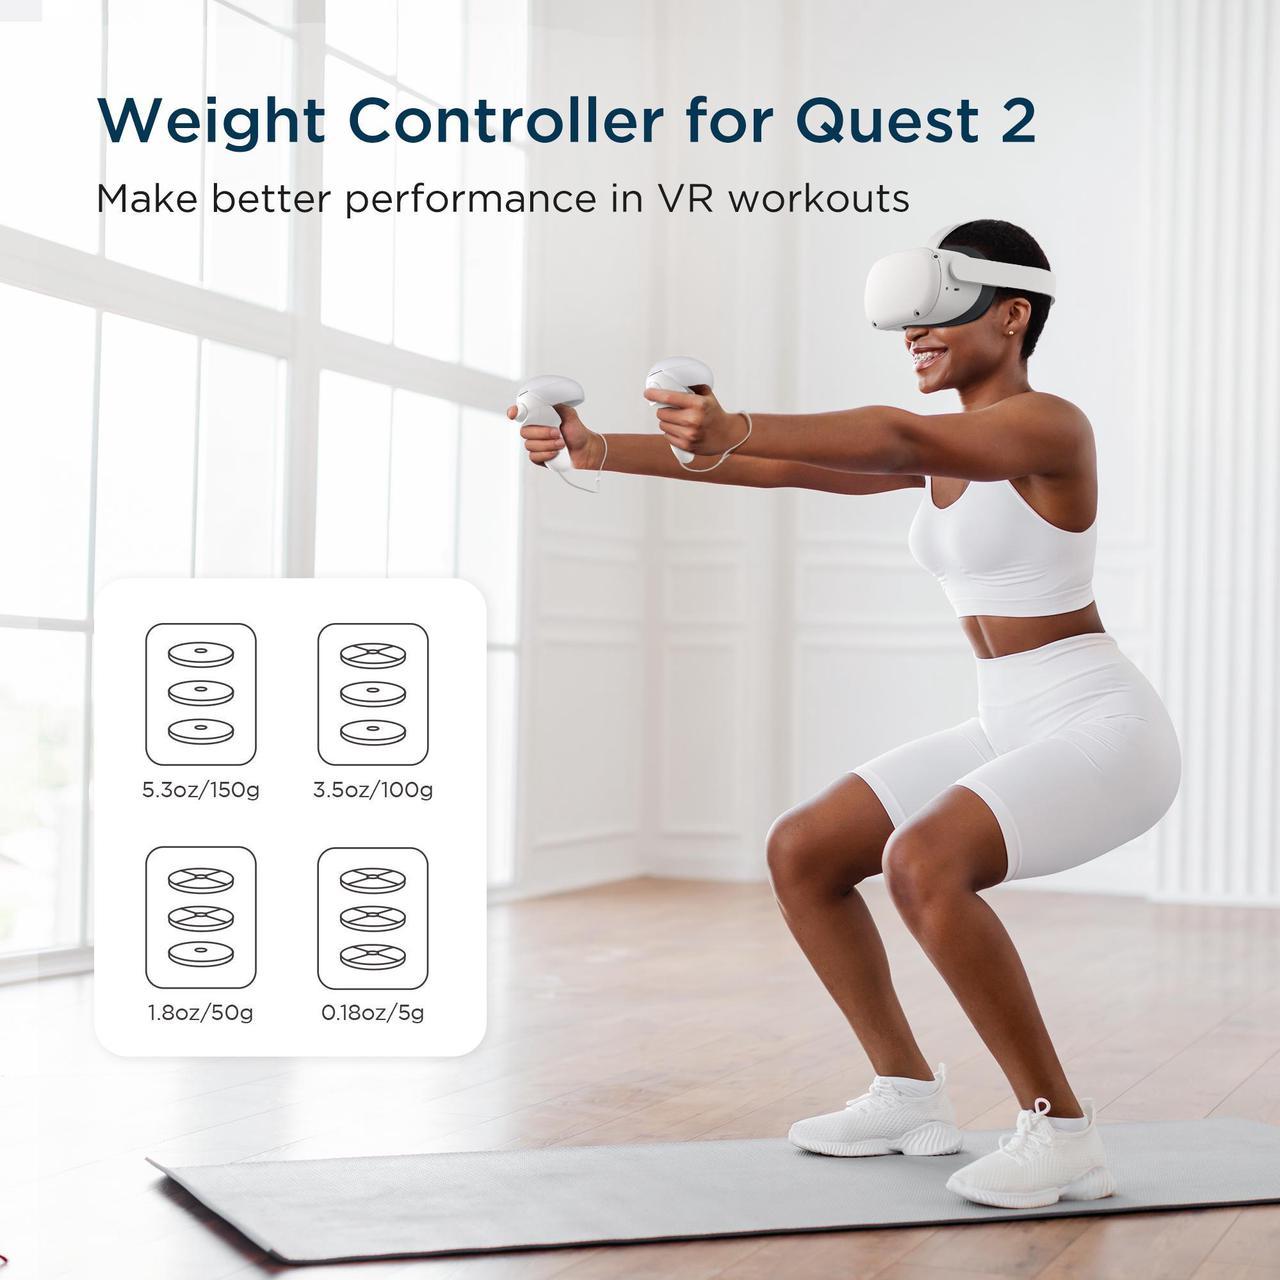 Weight Controller for Quest 2
Make better performance in VR workouts
5.3oz/150g
3.5oz/100g
1.8oz/50g
0.18oz/5g